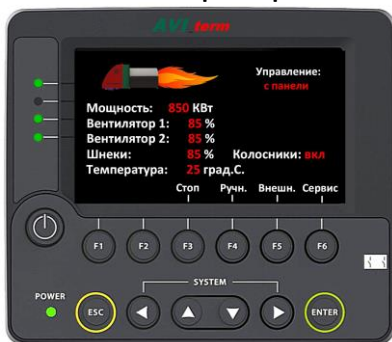 AVI-term
Управление:
с панели
Мощность: 850 КВт
Вентилятор 1: 85 %
Вентилятор 2: 85 %
Шнеки: 85 % Колосники: вкл
Температура: 25 град.С.
Стоп Ручн. Внешн. Сервис
F1 F2 F3 F4 F5 F6
SYSTEM
POWER
ESC ENTER